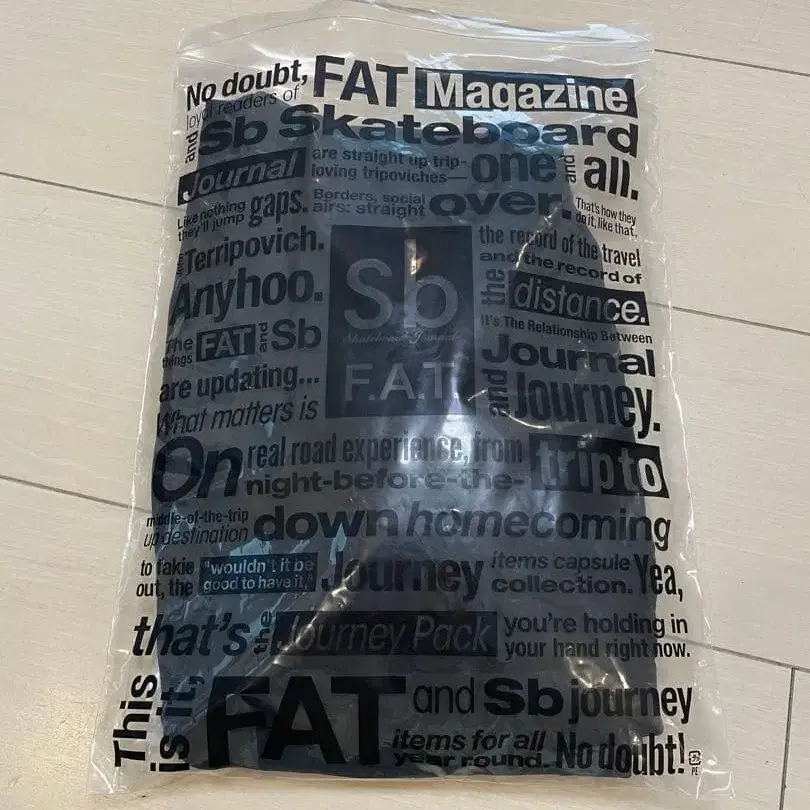 No doubt, FAT Magazine
and loyal readers of
Sb Skateboard
Journal are straight up trip-
loving tripoviches— one and all.
Like nothing
they'll jump gaps. Borders, social
airs: straight over. That's how they
do it, like that.
Terripovich.
Anyhoo.
The
things FAT and Sb
are updating...
What matters is
Sb
Skateboard Journal
F.A.T.
the record of the travel
and the record of
the distance.
It's The Relationship Between
Journal
and Journey.
On real road experience, from
night-before-the- trip to
middle-of-the-trip
up destination down homecoming
to fakie
out, the "wouldn't it be
good to have it," Journey items capsule
collection. Yea,
that's the Journey Pack you're holding in
your hand right now.
This
is it, FAT and Sb journey
items for all
year round. No doubt!
PE